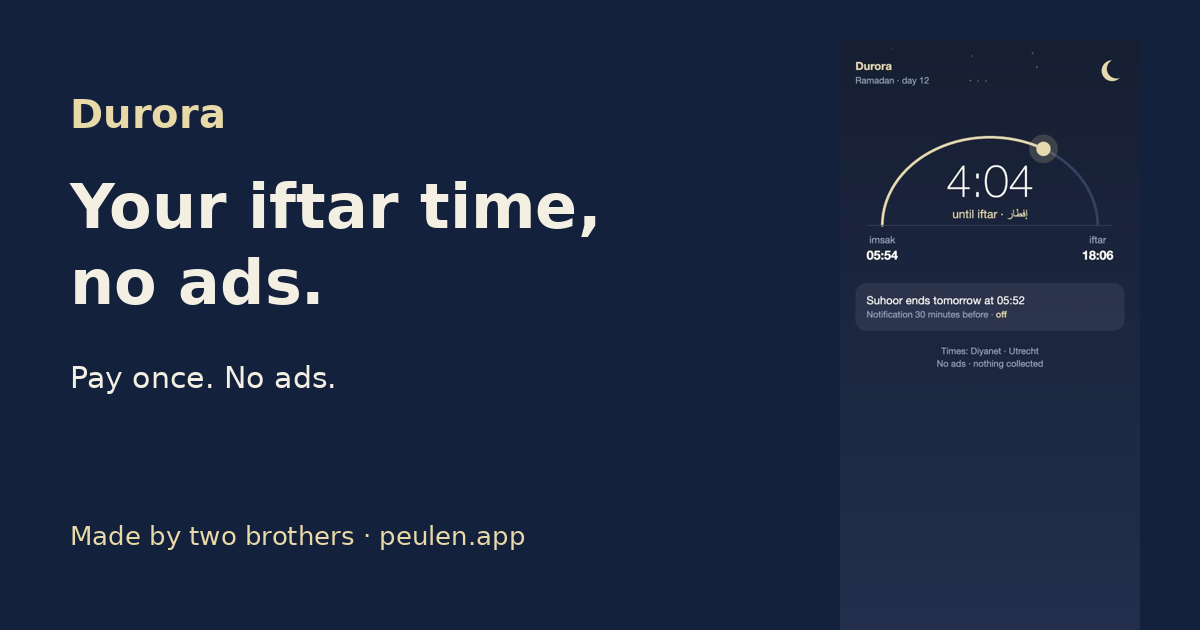 Durora
Your iftar time,
no ads.
Pay once. No ads.
Made by two brothers · peulen.app
Durora
Ramadan · day 12
4:04
until iftar · إفطار
imsak
05:54
iftar
18:06
Suhoor ends tomorrow at 05:52
Notification 30 minutes before · off
Times: Diyanet · Utrecht
No ads · nothing collected